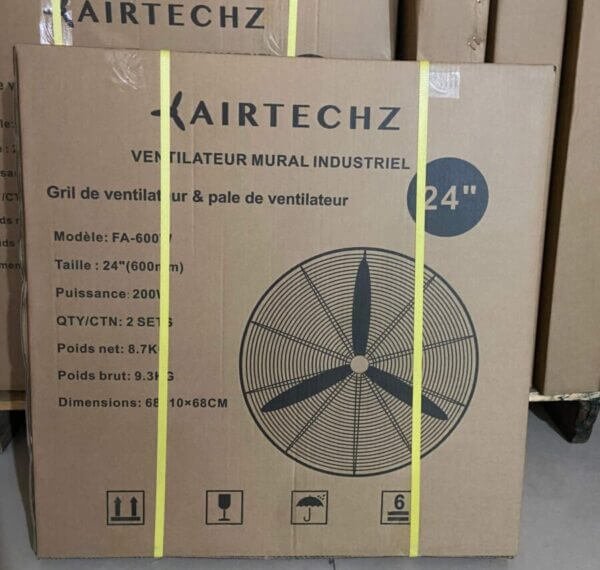 AIRTECHZ
AIRTECHZ
VENTILATEUR MURAL INDUSTRIEL
Gril de ventilateur & pale de ventilateur
24"
Modèle: FA-600W
Taille : 24"(600mm)
Puissance: 200W
QTY/CTN: 2 SETS
Poids net: 8.7KG
Poids brut: 9.3KG
Dimensions: 68×10×68CM
6